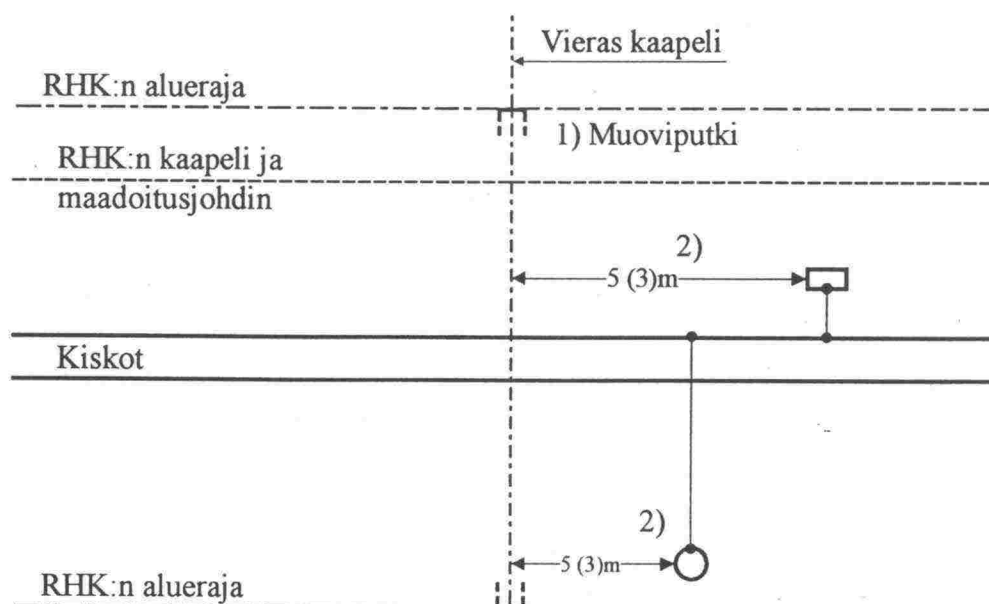 Vieras kaapeli
RHK:n alueraja
1) Muoviputki
RHK:n kaapeli ja
maadoitusjohdin
2)
5 (3)m
Kiskot
2)
5 (3)m
RHK:n alueraja